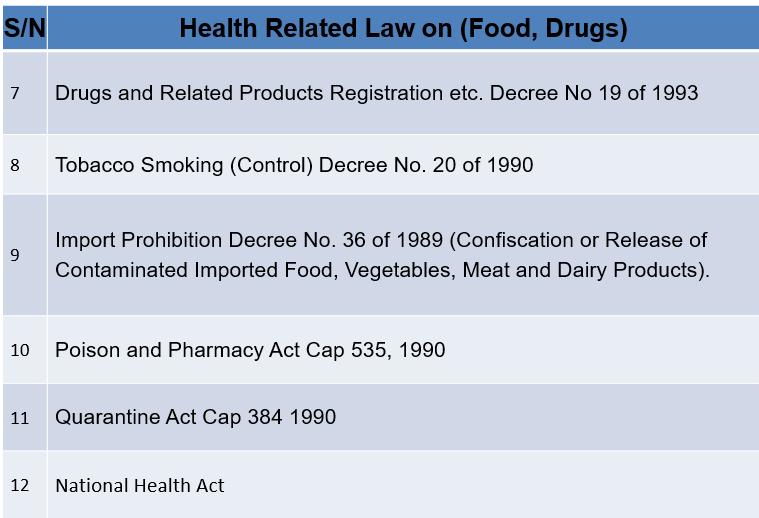 S/N Health Related Law on (Food, Drugs)
7 Drugs and Related Products Registration etc. Decree No 19 of 1993
8 Tobacco Smoking (Control) Decree No. 20 of 1990
9 Import Prohibition Decree No. 36 of 1989 (Confiscation or Release of
Contaminated Imported Food, Vegetables, Meat and Dairy Products).
10 Poison and Pharmacy Act Cap 535, 1990
11 Quarantine Act Cap 384 1990
12 National Health Act